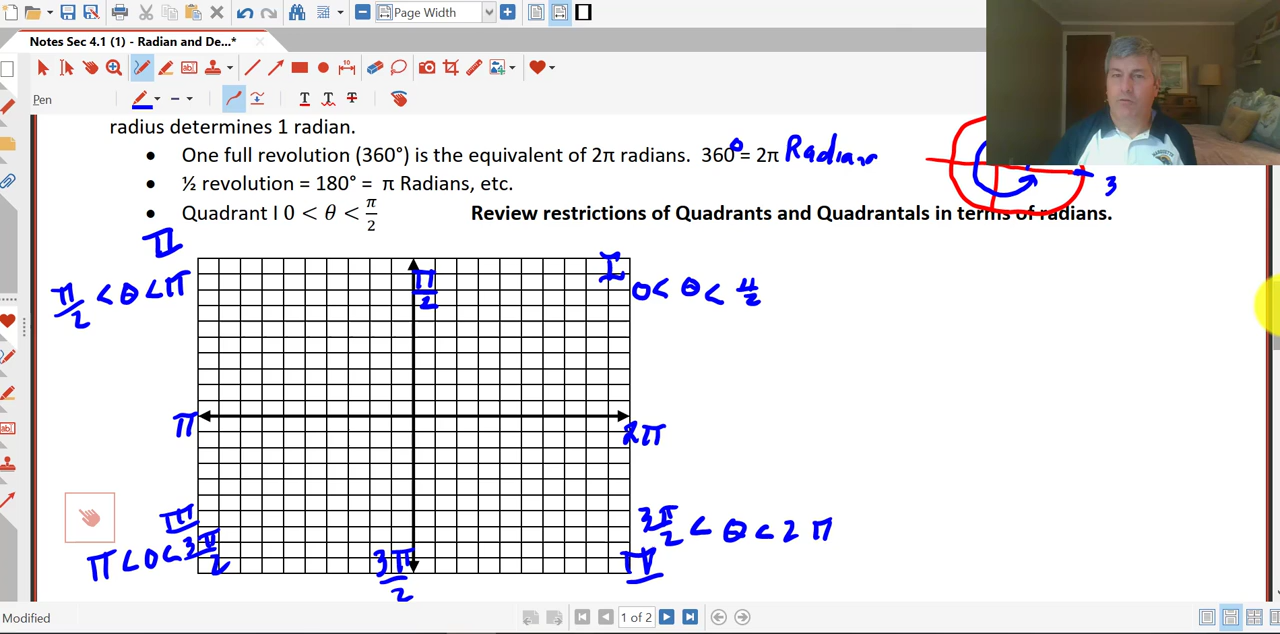 Page Width
Notes Sec 4.1 (1) - Radian and De...*
Pen
radius determines 1 radian.
• One full revolution (360°) is the equivalent of 2π radians. 360° = 2π Radians
• ½ revolution = 180° = π Radians, etc.
• Quadrant I 0 < θ < π/2 Review restrictions of Quadrants and Quadrantals in terms of radians.
3
II
I
π/2 < θ < π
π/2
0 < θ < π/2
π
2π
III
π < θ < 3π/2
3π/2
3π/2 < θ < 2π
IV
Modified
1 of 2